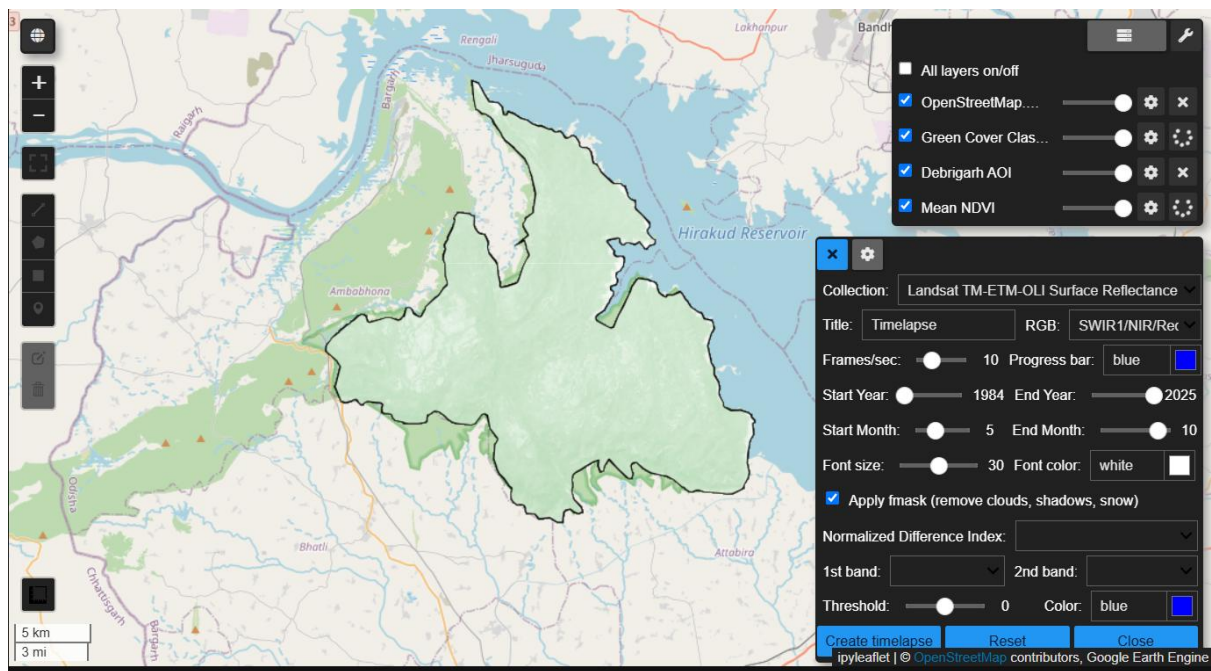 3
Lakhanpur
Bandh
Rengali
Jharsuguda
Bargarh
Raigarh
Hirakud Reservoir
Ambabhona
Odisha
Chhattisgarh
Bargarh
Bhatli
Attabira
5 km
3 mi
All layers on/off
OpenStreetMap....
Green Cover Clas...
Debrigarh AOI
Mean NDVI
Collection: Landsat TM-ETM-OLI Surface Reflectance
Title: Timelapse RGB: SWIR1/NIR/Rec
Frames/sec: 10 Progress bar: blue
Start Year: 1984 End Year: 2025
Start Month: 5 End Month: 10
Font size: 30 Font color: white
Apply fmask (remove clouds, shadows, snow)
Normalized Difference Index:
1st band: 2nd band:
Threshold: 0 Color: blue
Create timelapse Reset Close
ipyleaflet | © OpenStreetMap contributors, Google Earth Engine